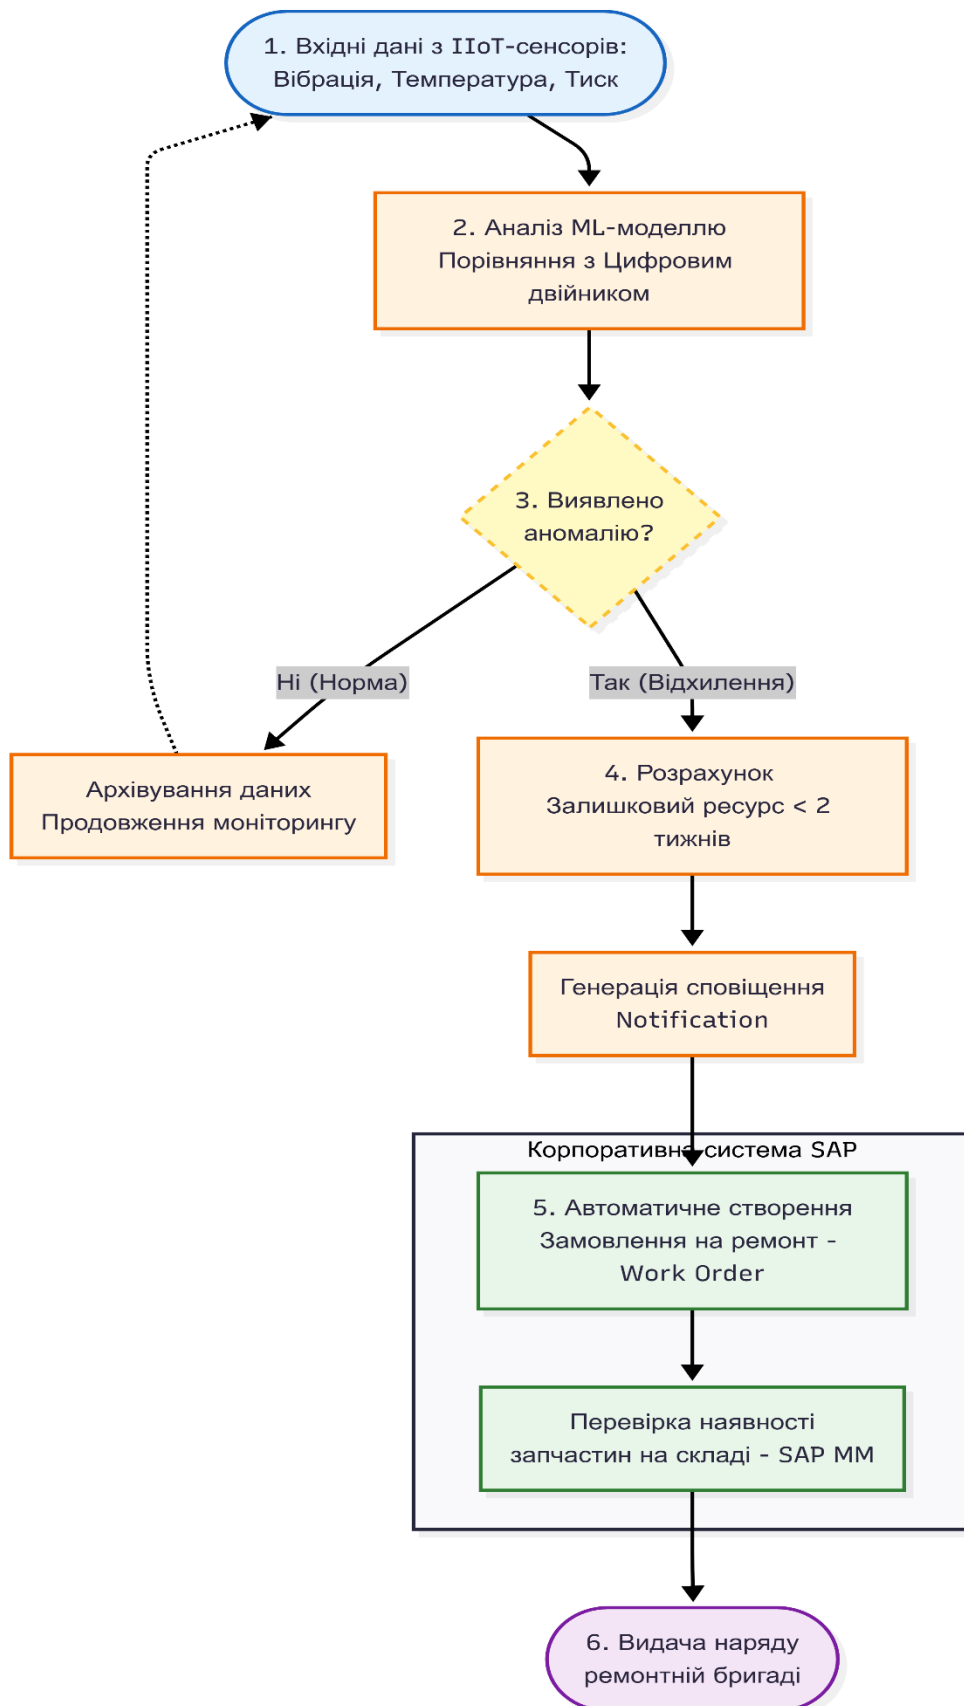 1. Вхідні дані з IIoT-сенсорів:
Вібрація, Температура, Тиск
2. Аналіз ML-моделлю
Порівняння з Цифровим
двійником
3. Виявлено
аномалію?
Ні (Норма)
Так (Відхилення)
Архівування даних
Продовження моніторингу
4. Розрахунок
Залишковий ресурс < 2
тижнів
Генерація сповіщення
Notification
Корпоративна система SAP
5. Автоматичне створення
Замовлення на ремонт -
Work Order
Перевірка наявності
запчастин на складі - SAP MM
6. Видача наряду
ремонтній бригаді